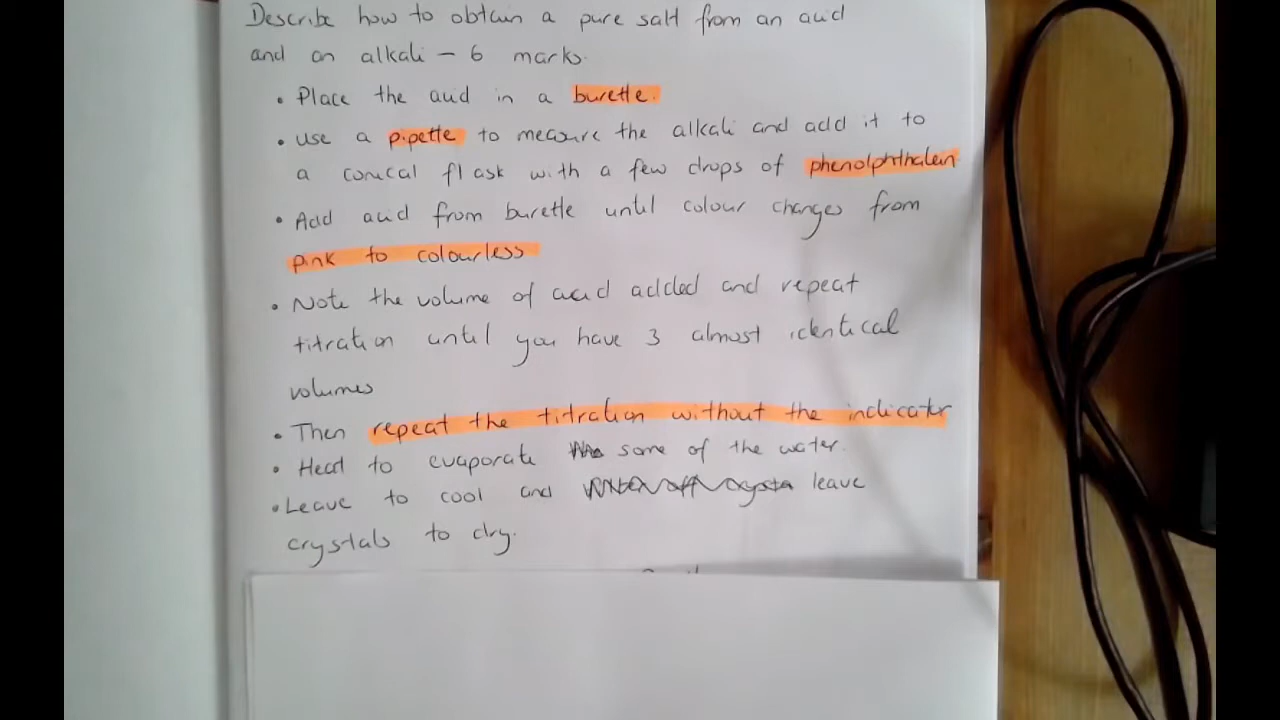 Describe how to obtain a pure salt from an acid
and an alkali - 6 marks.
• Place the acid in a burette.
• use a pipette to measure the alkali and add it to
a conical flask with a few drops of phenolphthalein
• Add acid from burette until colour changes from
pink to colourless
• Note the volume of acid added and repeat
titration until you have 3 almost identical
volumes
• Then repeat the titration without the indicator
• Heat to evaporate some of the water.
• Leave to cool and leave
crystals to dry.